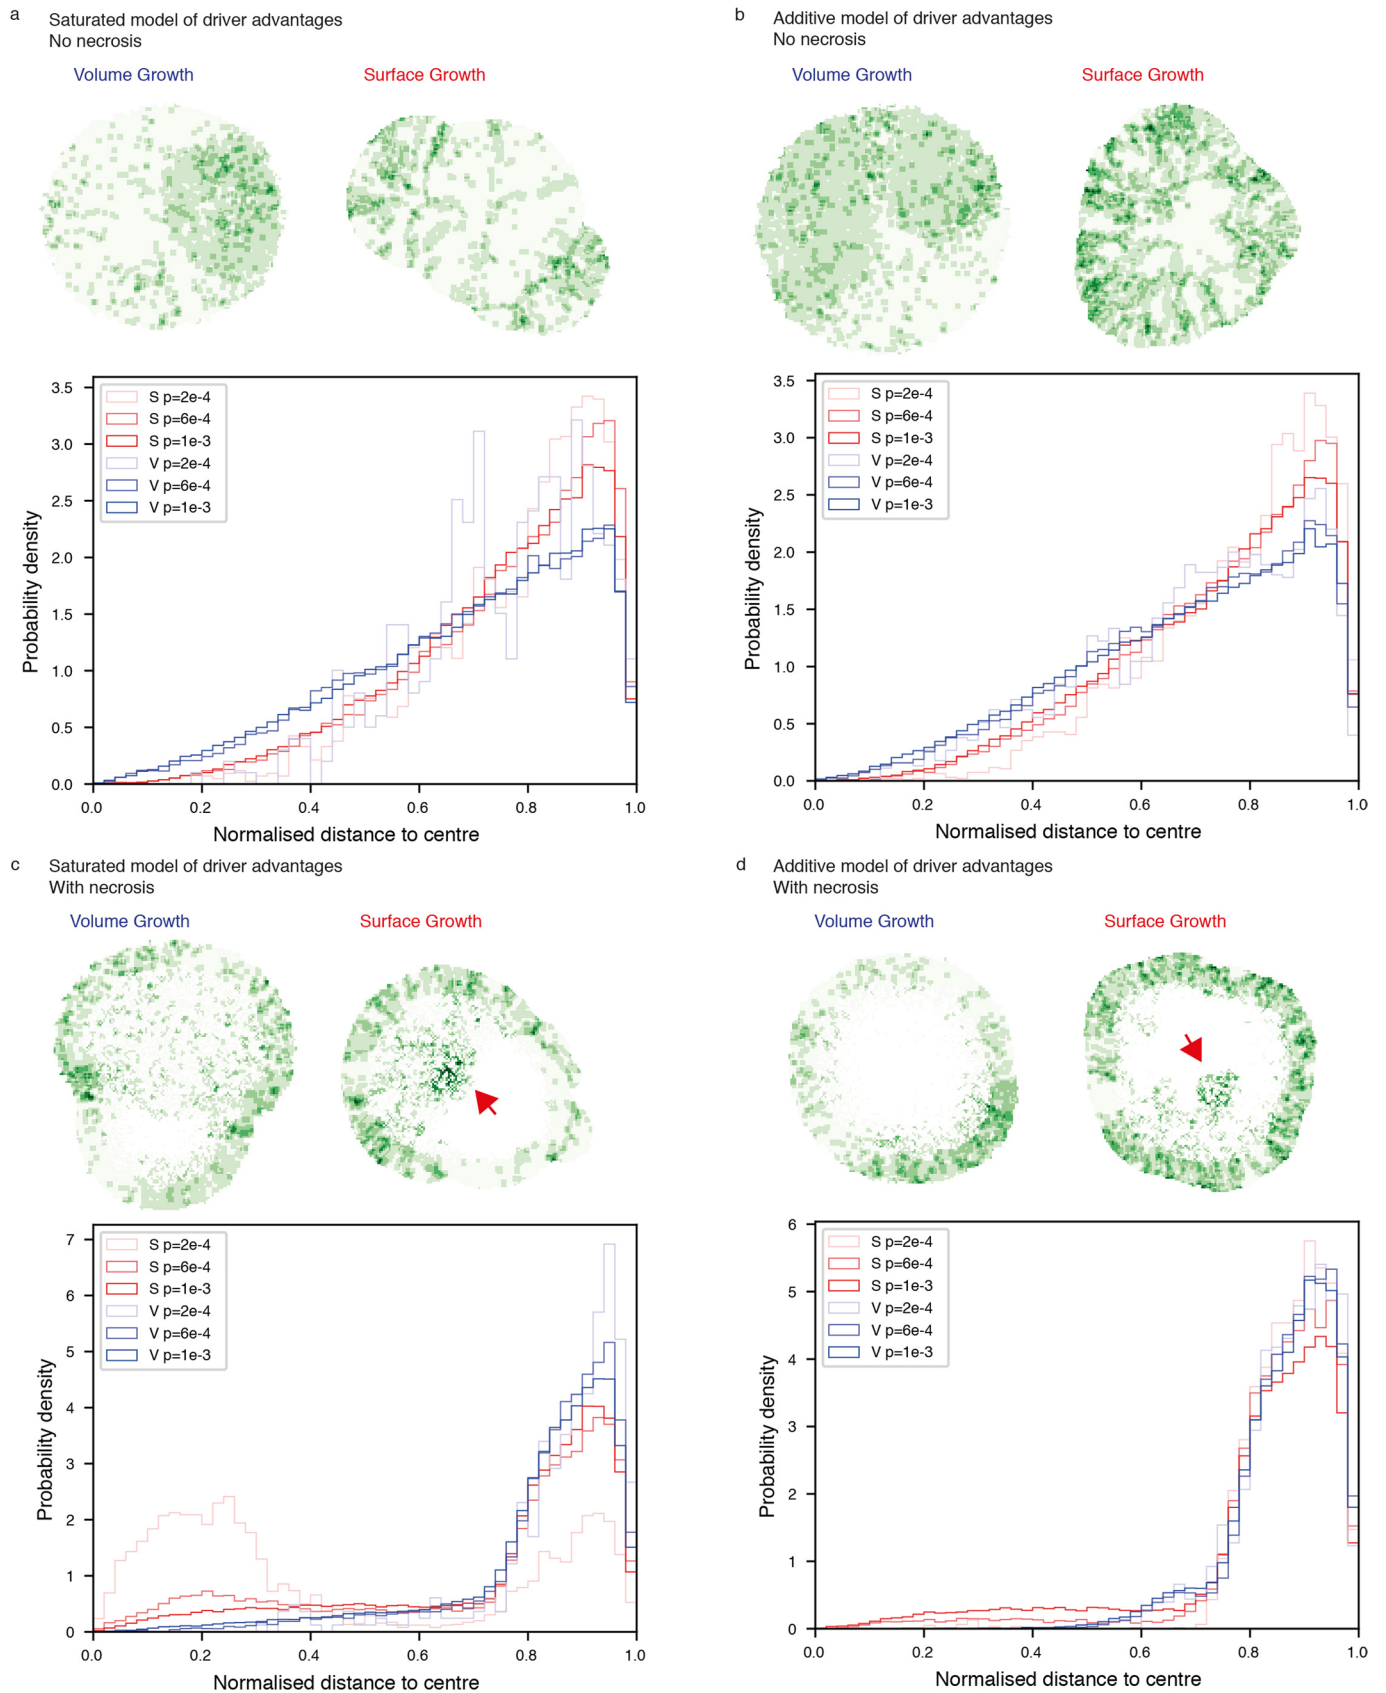 a
Saturated model of driver advantages
No necrosis
Volume Growth
Surface Growth
3.5
3.0
2.5
2.0
1.5
1.0
0.5
0.0
Probability density
S p=2e-4
S p=6e-4
S p=1e-3
V p=2e-4
V p=6e-4
V p=1e-3
0.0 0.2 0.4 0.6 0.8 1.0
Normalised distance to centre
b
Additive model of driver advantages
No necrosis
Volume Growth
Surface Growth
3.5
3.0
2.5
2.0
1.5
1.0
0.5
0.0
Probability density
S p=2e-4
S p=6e-4
S p=1e-3
V p=2e-4
V p=6e-4
V p=1e-3
0.0 0.2 0.4 0.6 0.8 1.0
Normalised distance to centre
c
Saturated model of driver advantages
With necrosis
Volume Growth
Surface Growth
7
6
5
4
3
2
1
0
Probability density
S p=2e-4
S p=6e-4
S p=1e-3
V p=2e-4
V p=6e-4
V p=1e-3
0.0 0.2 0.4 0.6 0.8 1.0
Normalised distance to centre
d
Additive model of driver advantages
With necrosis
Volume Growth
Surface Growth
6
5
4
3
2
1
0
Probability density
S p=2e-4
S p=6e-4
S p=1e-3
V p=2e-4
V p=6e-4
V p=1e-3
0.0 0.2 0.4 0.6 0.8 1.0
Normalised distance to centre